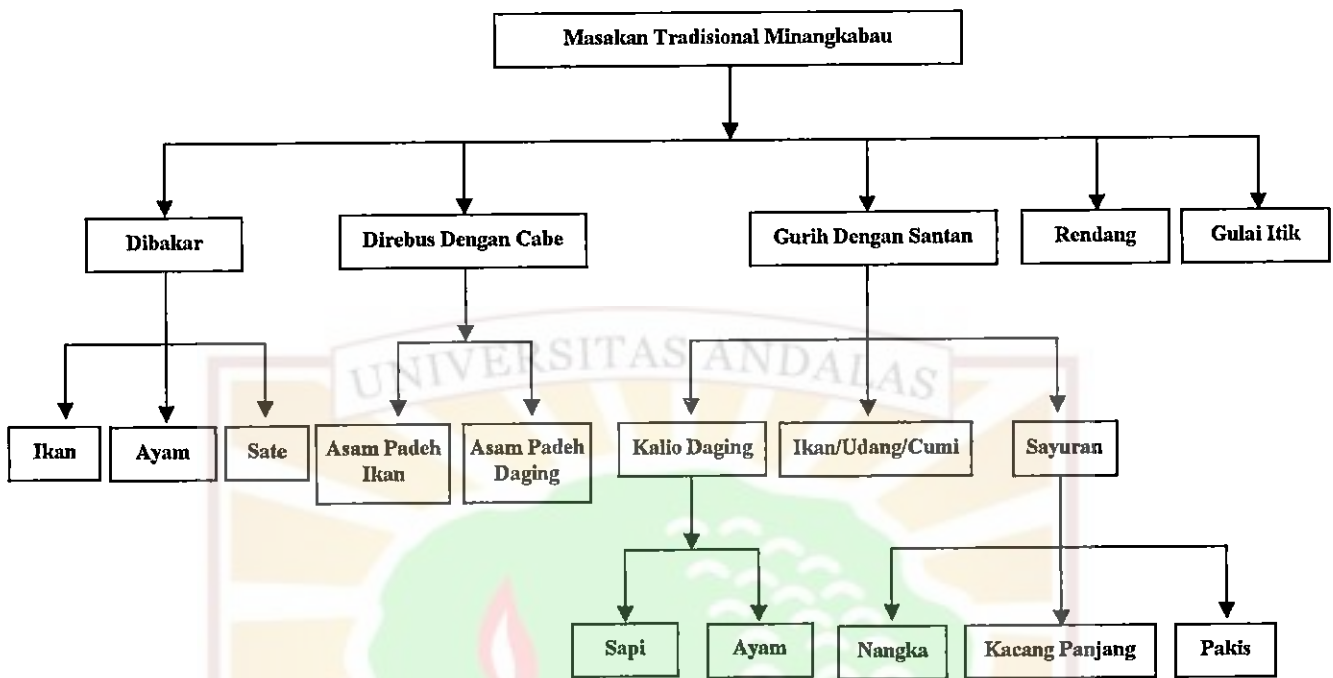 Masakan Tradisional Minangkabau
Dibakar
Direbus Dengan Cabe
Gurih Dengan Santan
Rendang
Gulai Itik
UNIVERSITAS ANDALAS
Ikan
Ayam
Sate
Asam Padeh
Ikan
Asam Padeh
Daging
Kalio Daging
Ikan/Udang/Cumi
Sayuran
Sapi
Ayam
Nangka
Kacang Panjang
Pakis